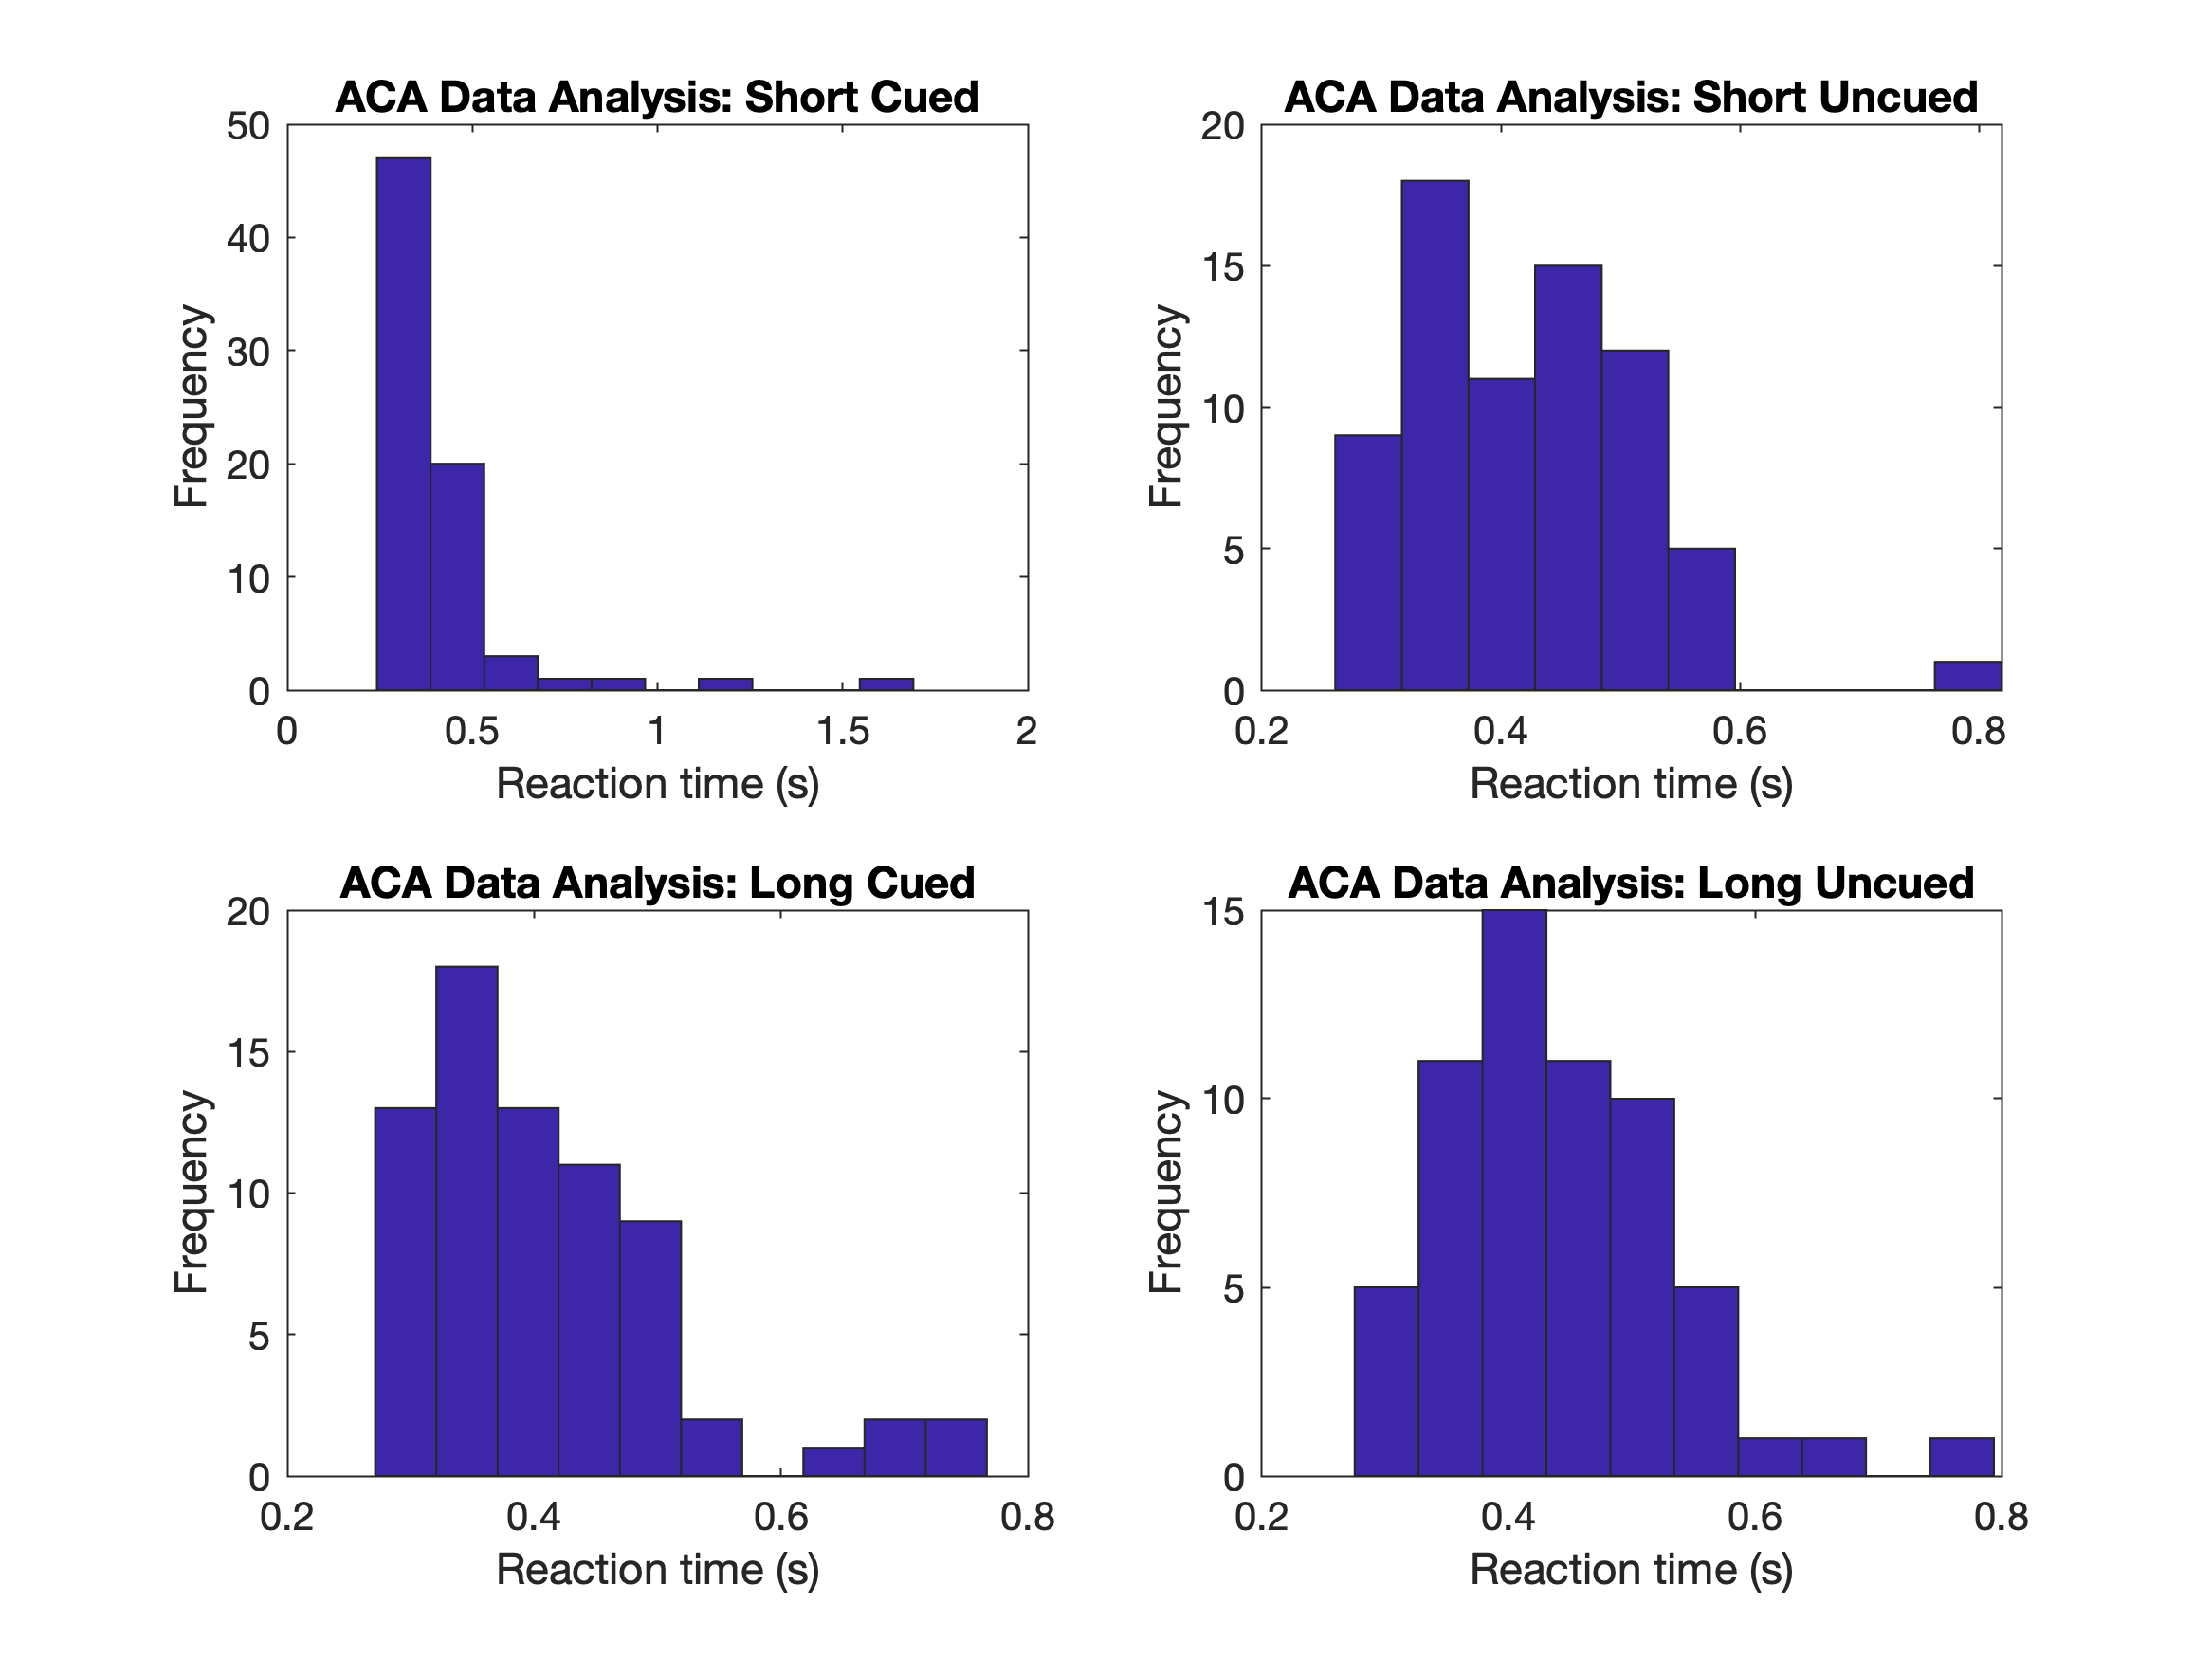 ACA Data Analysis: Short Cued
50
40
30
20
10
0
Frequency
0 0.5 1 1.5 2
Reaction time (s)
ACA Data Analysis: Short Uncued
20
15
10
5
0
Frequency
0.2 0.4 0.6 0.8
Reaction time (s)
ACA Data Analysis: Long Cued
20
15
10
5
0
Frequency
0.2 0.4 0.6 0.8
Reaction time (s)
ACA Data Analysis: Long Uncued
15
10
5
0
Frequency
0.2 0.4 0.6 0.8
Reaction time (s)